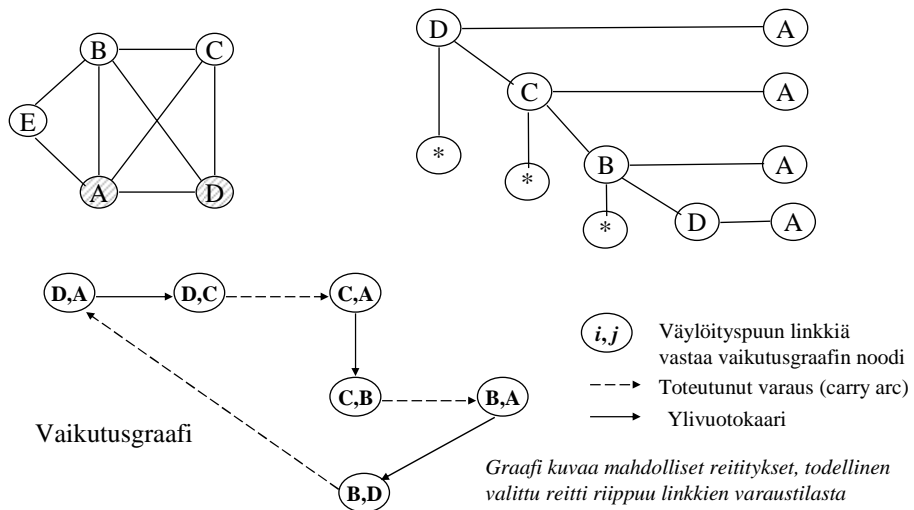 B C
E
A D
D A
C A
*
*
B A
*
D A
D,A D,C C,A
C,B B,A
B,D
Vaikutusgraafi
i, j
Väylöityspuun linkkiä
vastaa vaikutusgraafin noodi
Toteutunut varaus (carry arc)
Ylivuotokaari
Graafi kuvaa mahdolliset reititykset, todellinen
valittu reitti riippuu linkkien varaustilasta